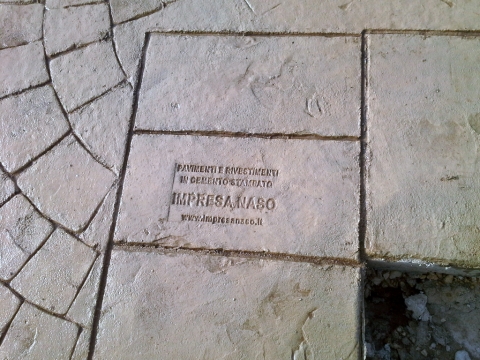 PAVIMENTI E RIVESTIMENTI
IN CEMENTO STAMPATO
IMPRESA NASO
www.impresanaso.it